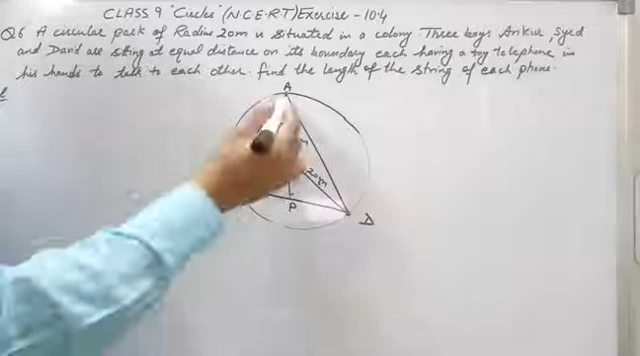 CLASS 9 "Circles" (N.C.E.R.T) Exercise - 10.4
Q6 A circular park of Radius 20m is situated in a colony Three boys Ankur, Syed
and David are sitting at equal distance on its boundary each having a toy telephone in
his hands to talk to each other. find the length of the string of each phone.
A
m
20m
P
D